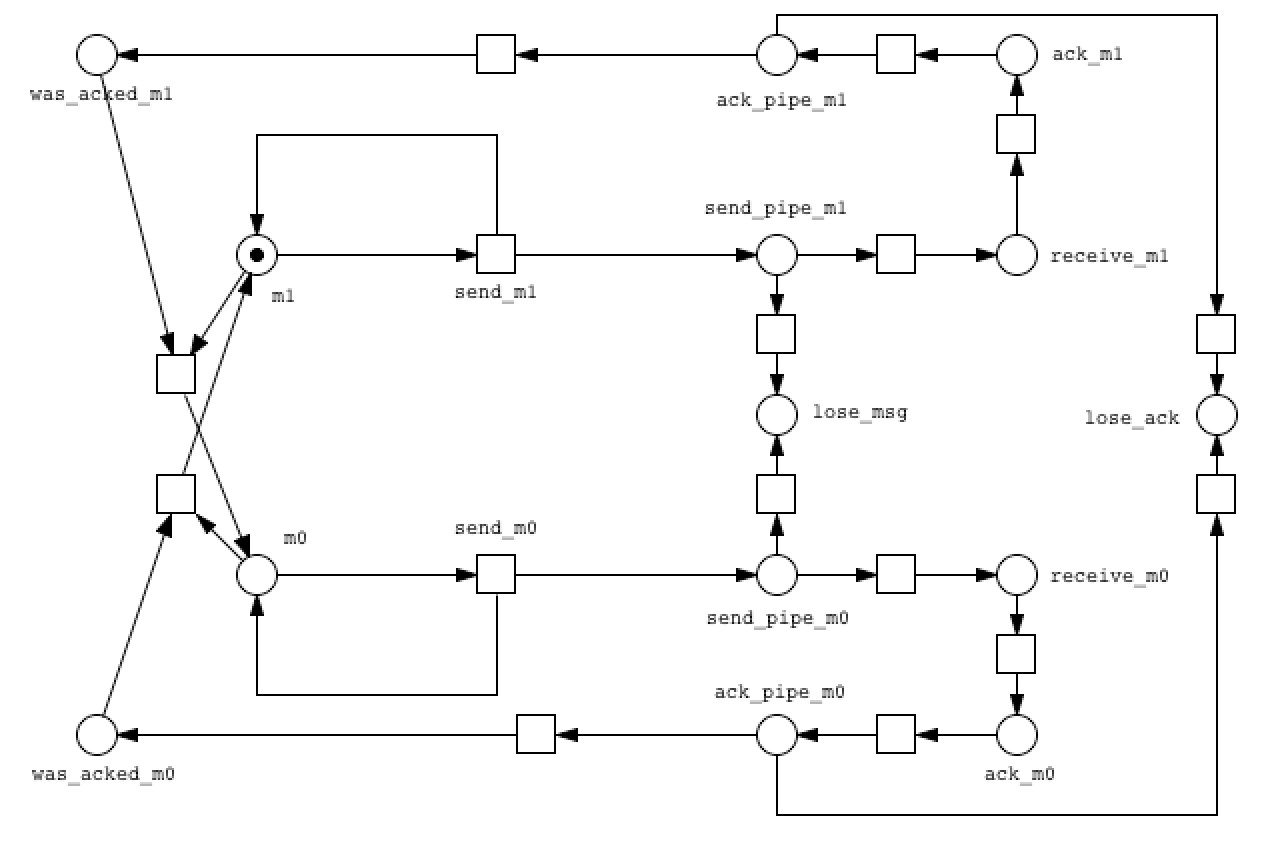 ack_m1
was_acked_m1
ack_pipe_m1
send_pipe_m1
receive_m1
send_m1
m1
lose_msg
lose_ack
send_m0
m0
receive_m0
send_pipe_m0
ack_pipe_m0
was_acked_m0
ack_m0